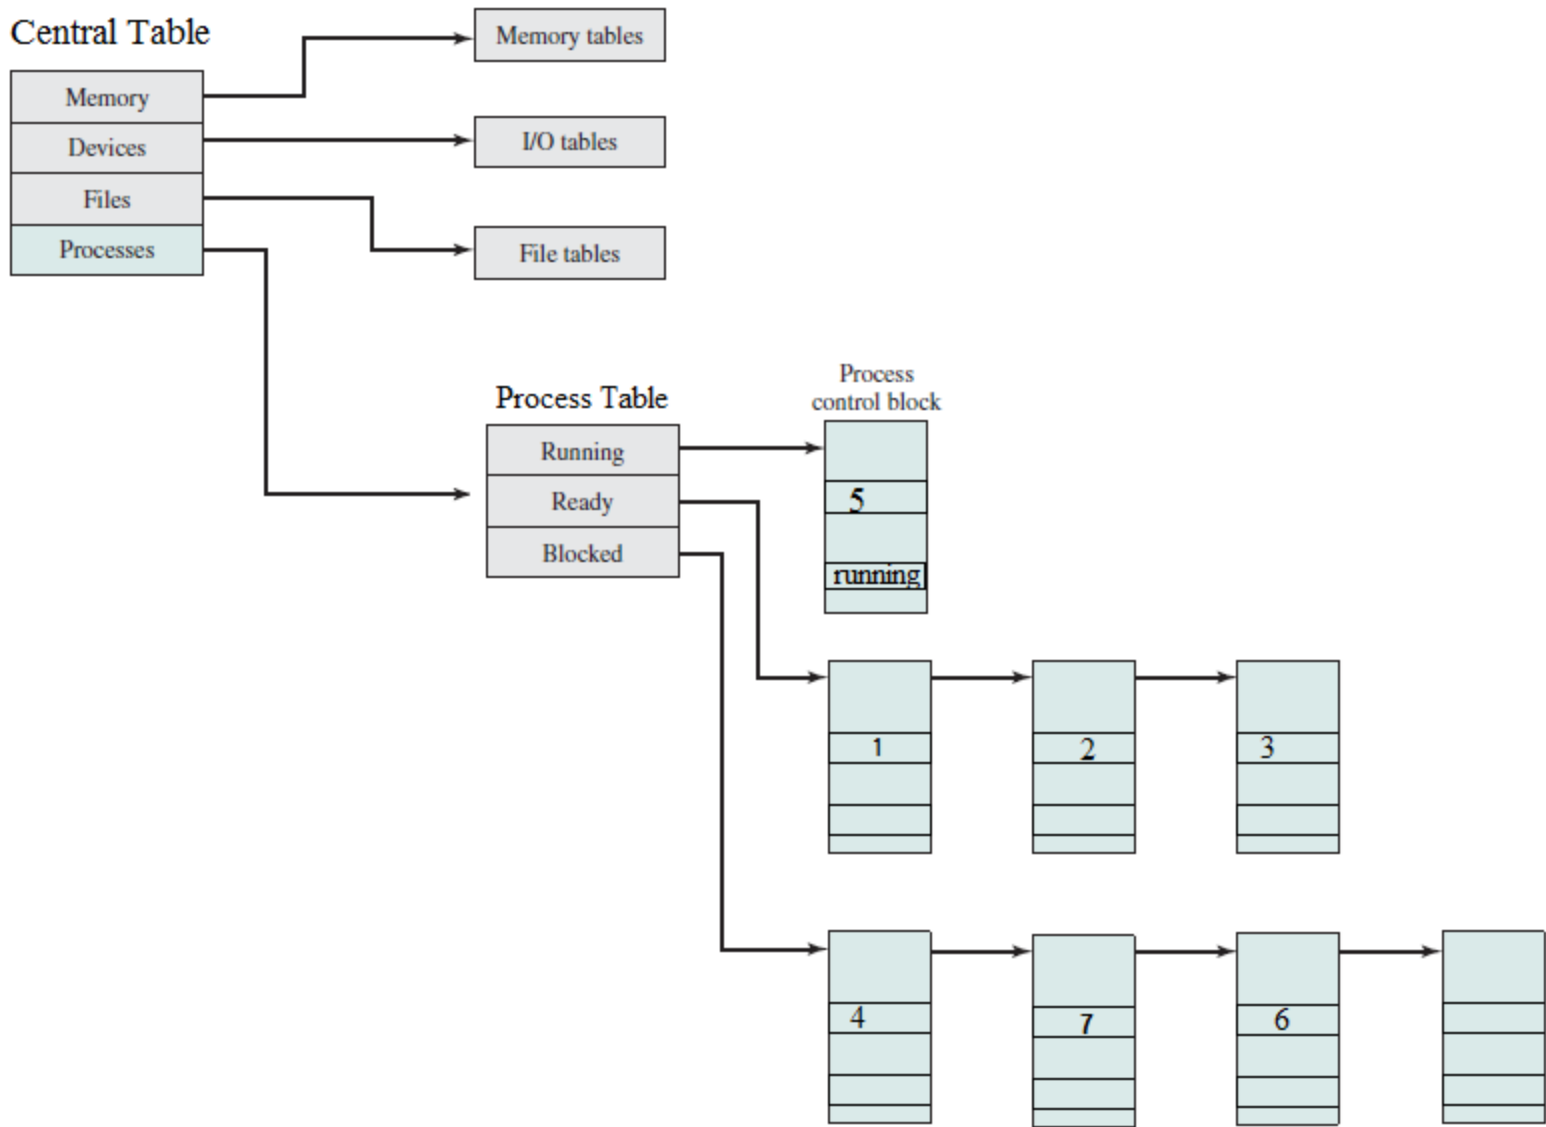 Central Table
Memory
Devices
Files
Processes
Memory tables
I/O tables
File tables
Process Table
Running
Ready
Blocked
Process
control block
5
running
1
2
3
4
7
6